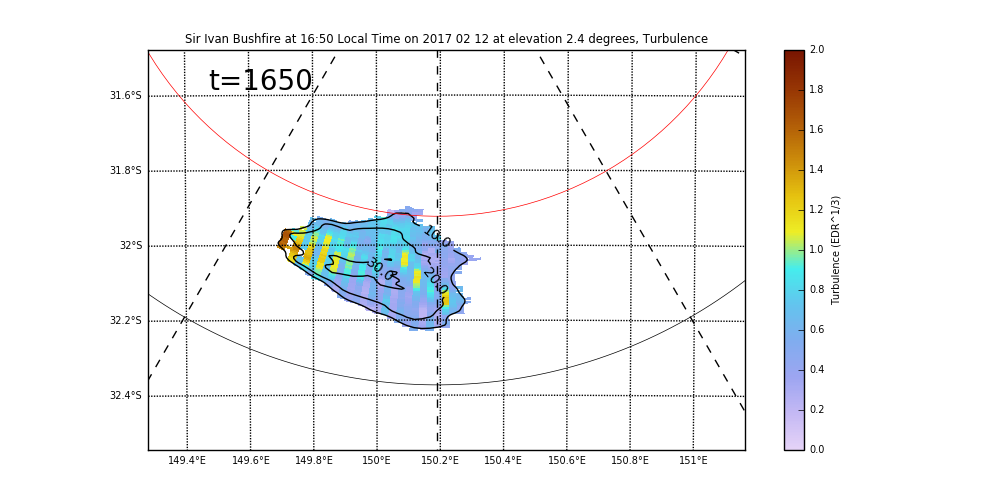 Sir Ivan Bushfire at 16:50 Local Time on 2017 02 12 at elevation 2.4 degrees, Turbulence
t=1650
31.6°S
31.8°S
32°S
32.2°S
32.4°S
10.0
20.0
30.0
149.4°E 149.6°E 149.8°E 150°E 150.2°E 150.4°E 150.6°E 150.8°E 151°E
2.0
1.8
1.6
1.4
1.2
1.0
0.8
0.6
0.4
0.2
0.0
Turbulence (EDR^1/3)